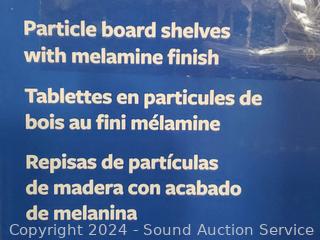 Particle board shelves
with melamine finish
Tablettes en particules de
bois au fini mélamine
Repisas de partículas
de madera con acabado
de melanina
Copyright 2024 - Sound Auction Service